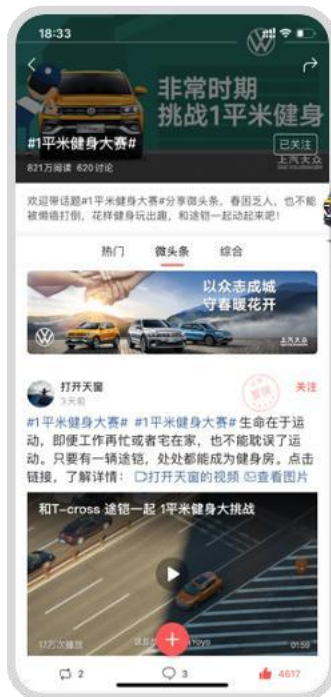 18:33
非常时期
挑战1平米健身
#1平米健身大赛#
已关注
821万阅读 620讨论
上汽大众
欢迎带话题#1平米健身大赛#分享微头条，春困乏人，也不能
被懒癌打倒，花样健身玩出趣，和途铠一起动起来吧！
热门
微头条
综合
以众志成城
守春暖花开
上汽大众
打开天窗
3天前
关注
#1平米健身大赛# #1平米健身大赛# 生命在于运
动，即便工作再忙或者宅在家，也不能耽误了运
动。只要有一辆途铠，处处都能成为健身房。点击
链接，了解详情： 打开天窗的视频 查看图片
和T-cross 途铠一起 1平米健身大挑战
17万次播放
01:59
2
3
4617